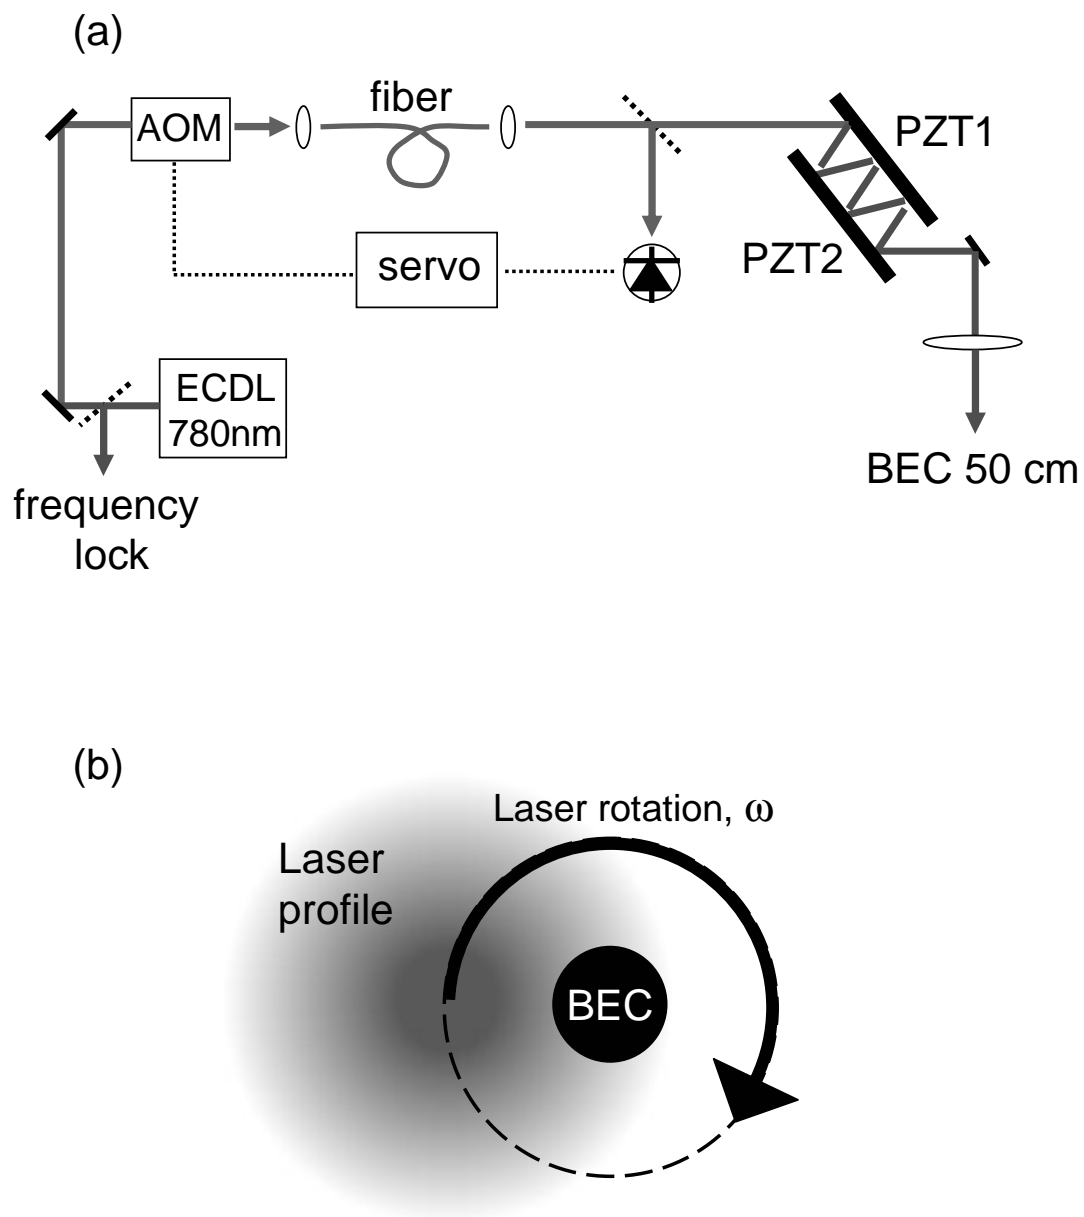 (a)
fiber
AOM
PZT1
servo
PZT2
ECDL
780nm
BEC 50 cm
frequency
lock
(b)
Laser rotation, ω
Laser
profile
BEC